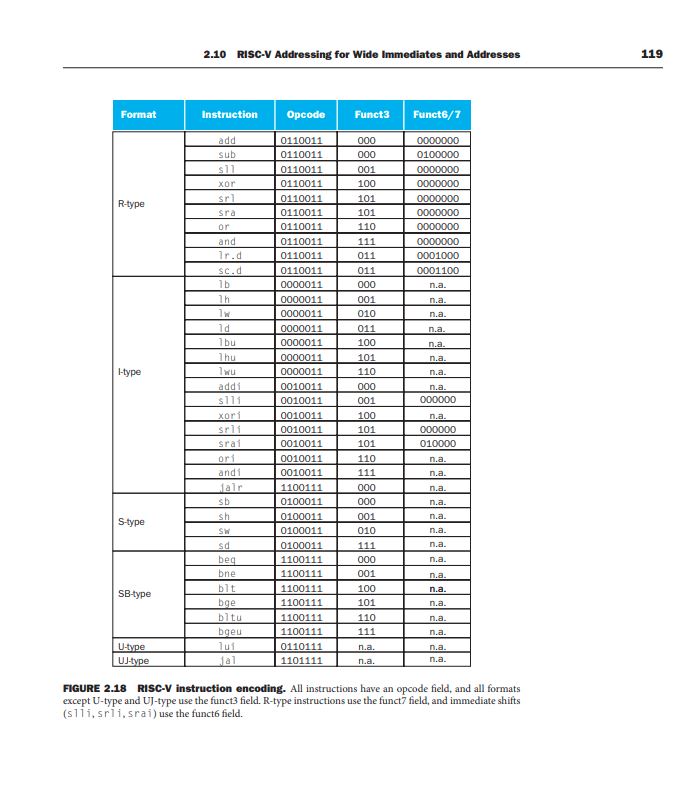 2.10 RISC-V Addressing for Wide Immediates and Addresses 119
Format Instruction Opcode Funct3 Funct6/7
R-type
add 0110011 000 0000000
sub 0110011 000 0100000
sll 0110011 001 0000000
xor 0110011 100 0000000
srl 0110011 101 0000000
sra 0110011 101 0000000
or 0110011 110 0000000
and 0110011 111 0000000
lr.d 0110011 011 0001000
sc.d 0110011 011 0001100
I-type
lb 0000011 000 n.a.
lh 0000011 001 n.a.
lw 0000011 010 n.a.
ld 0000011 011 n.a.
lbu 0000011 100 n.a.
lhu 0000011 101 n.a.
lwu 0000011 110 n.a.
addi 0010011 000 n.a.
slli 0010011 001 000000
xori 0010011 100 n.a.
srli 0010011 101 000000
srai 0010011 101 010000
ori 0010011 110 n.a.
andi 0010011 111 n.a.
jalr 1100111 000 n.a.
S-type
sb 0100011 000 n.a.
sh 0100011 001 n.a.
sw 0100011 010 n.a.
sd 0100011 111 n.a.
SB-type
beq 1100111 000 n.a.
bne 1100111 001 n.a.
blt 1100111 100 n.a.
bge 1100111 101 n.a.
bltu 1100111 110 n.a.
bgeu 1100111 111 n.a.
U-type lui 0110111 n.a. n.a.
UJ-type jal 1101111 n.a. n.a.
FIGURE 2.18 RISC-V instruction encoding. All instructions have an opcode field, and all formats
except U-type and UJ-type use the funct3 field. R-type instructions use the funct7 field, and immediate shifts
(slli, srli, srai) use the funct6 field.